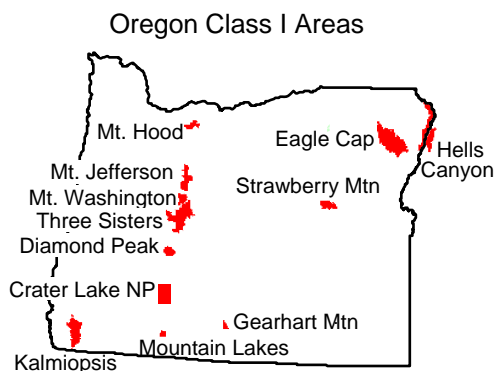 Oregon Class I Areas
Mt. Hood
Eagle Cap
Hells
Canyon
Mt. Jefferson
Strawberry Mtn
Mt. Washington
Three Sisters
Diamond Peak
Crater Lake NP
Gearhart Mtn
Mountain Lakes
Kalmiopsis